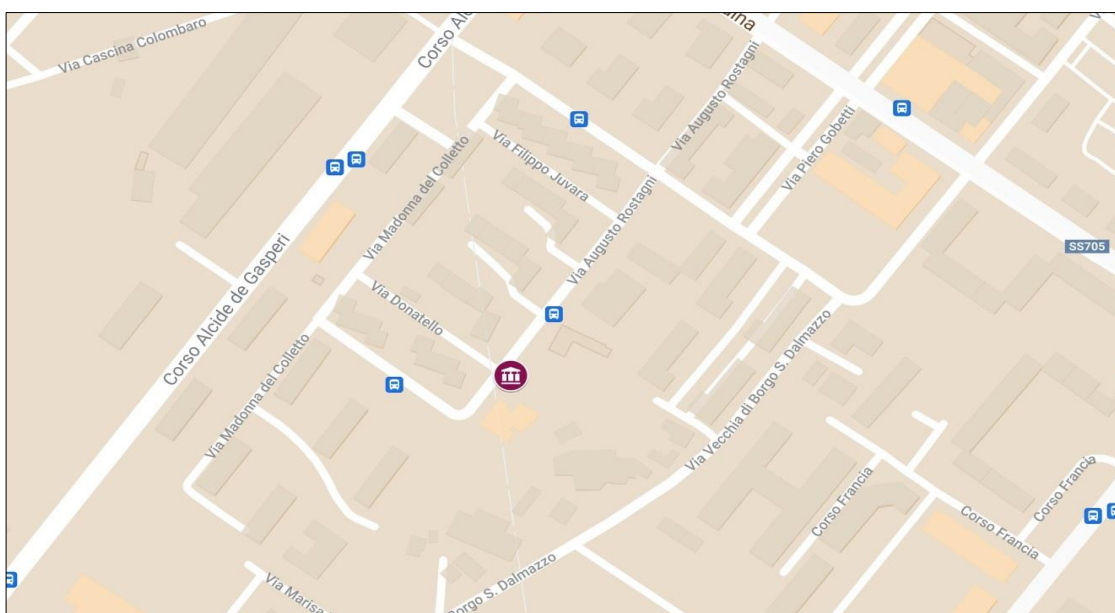 Via Cascina Colombaro
Corso Alcide
Via Augusto Rostagni
Via Piero Gobetti
Via Filippo Juvara
Via Madonna del Colletto
Via Augusto Rostagni
SS705
Corso Alcide de Gasperi
Via Donatello
Via Madonna del Colletto
Via Vecchia di Borgo S. Dalmazzo
Corso Francia
Corso Francia
Corso Francia
Borgo S. Dalmazzo
Via Marisa